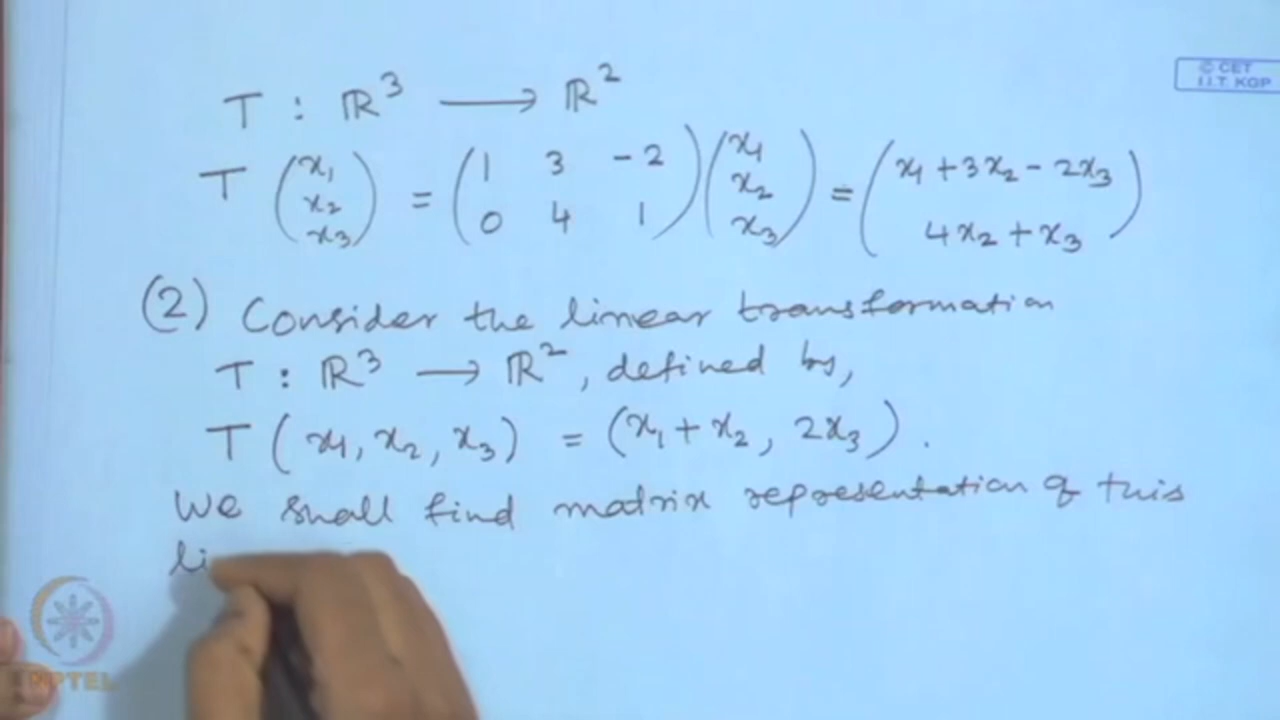 © CET
I.I.T. KGP
T : ℝ³ ⟶ ℝ²
T (x₁ x₂ x₃) = (1 3 -2 0 4 1) (x₁ x₂ x₃) = (x₁ + 3x₂ - 2x₃ 4x₂ + x₃)
(2) Consider the linear transformation
T : ℝ³ ⟶ ℝ², defined by,
T (x₁, x₂, x₃) = (x₁ + x₂, 2x₃).
We shall find matrix representation of this
li
NPTEL